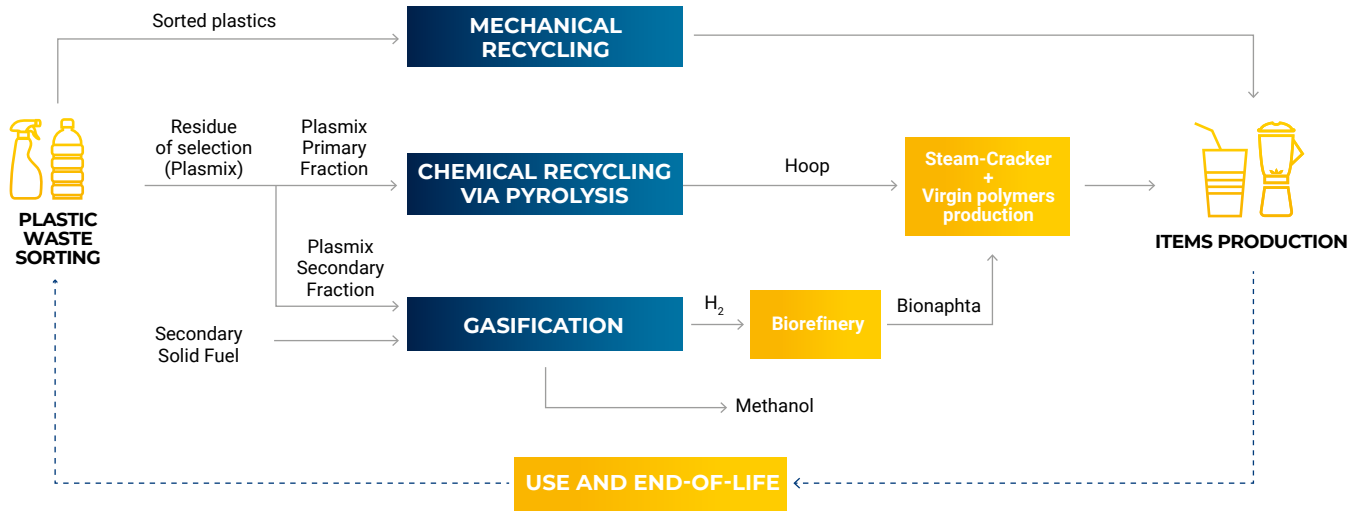 Sorted plastics
MECHANICAL
RECYCLING
PLASTIC
WASTE
SORTING
Residue
of selection
(Plasmix)
Plasmix
Primary
Fraction
CHEMICAL RECYCLING
VIA PYROLYSIS
Hoop
Steam-Cracker
+
Virgin polymers
production
ITEMS PRODUCTION
Plasmix
Secondary
Fraction
Secondary
Solid Fuel
GASIFICATION
H₂
Biorefinery
Bionaphta
Methanol
USE AND END-OF-LIFE